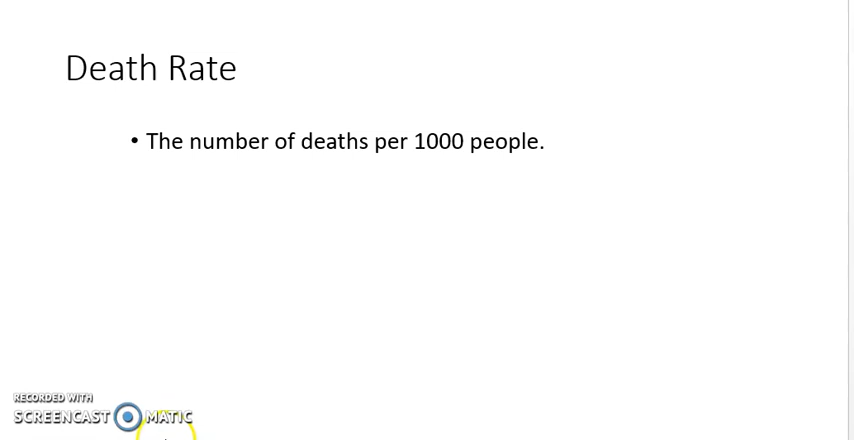 Death Rate
• The number of deaths per 1000 people.
RECORDED WITH
SCREENCAST MATIC